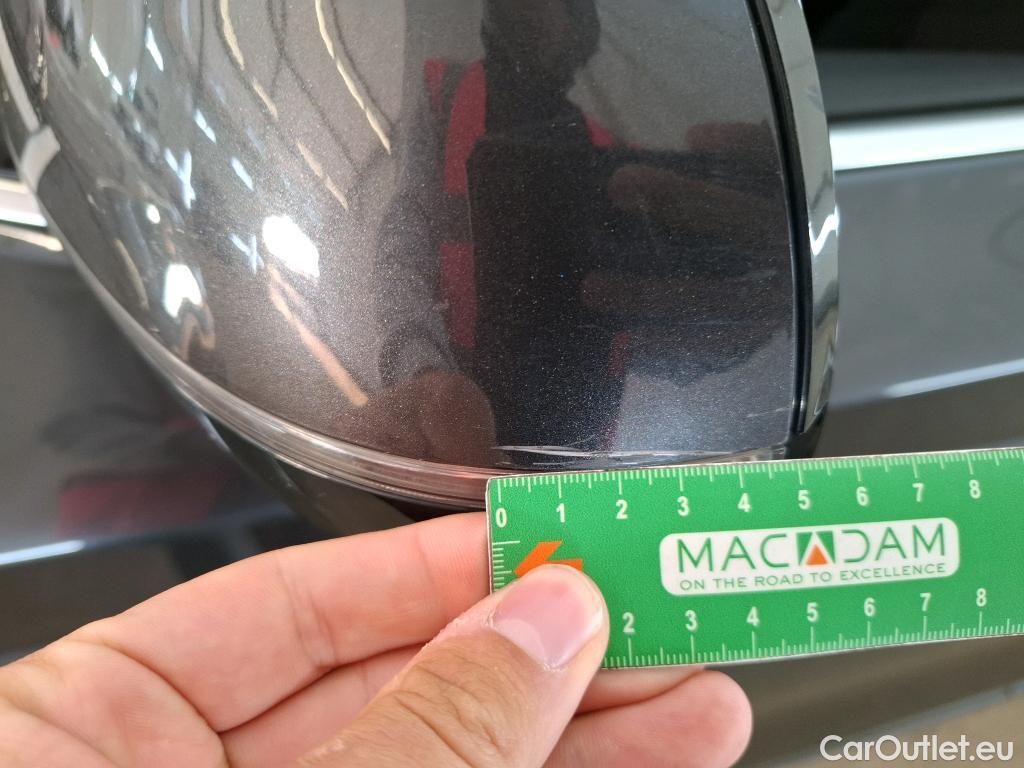 0 1 2 3 4 5 6 7 8
MACADAM
ON THE ROAD TO EXCELLENCE
2 3 4 5 6 7 8
CarOutlet.eu